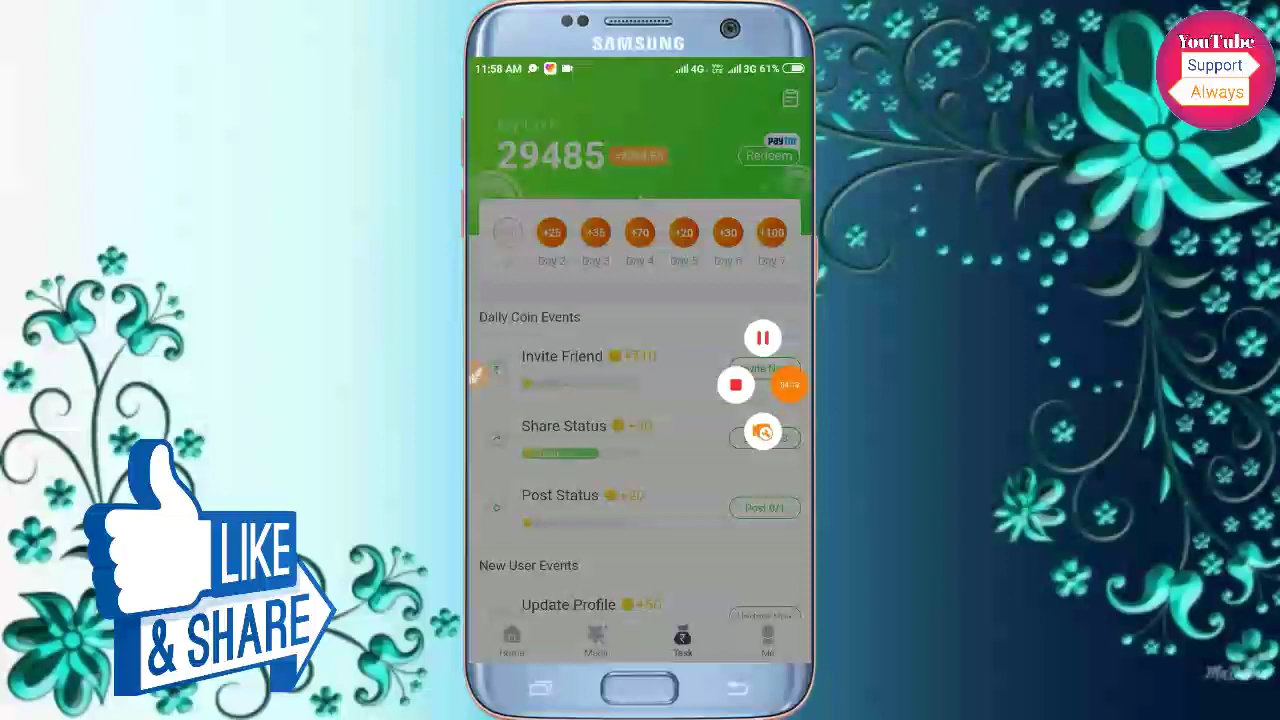 YouTube
Support
Always
SAMSUNG
11:58 AM
4G 3G 61%
29485
paytm
Redeem
+25 +35 +70 +20 +30 +100
Day 2 Day 3 Day 4 Day 5 Day 6 Day 7
Daily Coin Events
Invite Friend
Share Status
Post Status +20
Post 0/1
New User Events
Update Profile +50
Home Task Me
LIKE
& SHARE